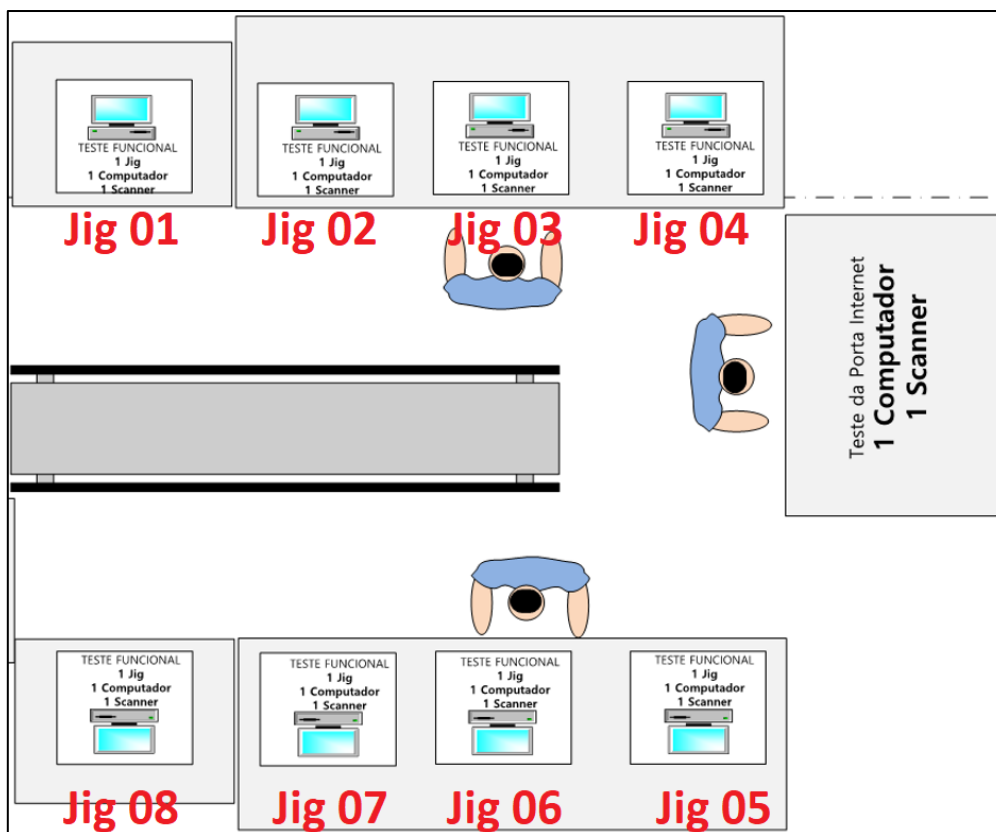 TESTE FUNCIONAL
1 Jig
1 Computador
1 Scanner
Jig 01
TESTE FUNCIONAL
1 Jig
1 Computador
1 Scanner
Jig 02
TESTE FUNCIONAL
1 Jig
1 Computador
1 Scanner
Jig 03
TESTE FUNCIONAL
1 Jig
1 Computador
1 Scanner
Jig 04
Teste da Porta Internet
1 Computador
1 Scanner
TESTE FUNCIONAL
1 Jig
1 Computador
1 Scanner
Jig 08
TESTE FUNCIONAL
1 Jig
1 Computador
1 Scanner
Jig 07
TESTE FUNCIONAL
1 Jig
1 Computador
1 Scanner
Jig 06
TESTE FUNCIONAL
1 Jig
1 Computador
1 Scanner
Jig 05